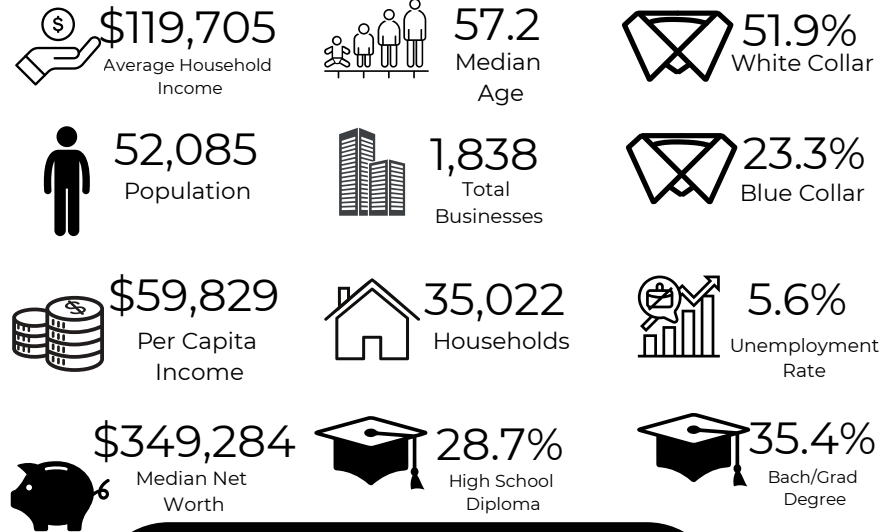 $119,705
Average Household
Income
57.2
Median
Age
51.9%
White Collar
52,085
Population
1,838
Total
Businesses
23.3%
Blue Collar
$59,829
Per Capita
Income
35,022
Households
5.6%
Unemployment
Rate
$349,284
Median Net
Worth
28.7%
High School
Diploma
35.4%
Bach/Grad
Degree